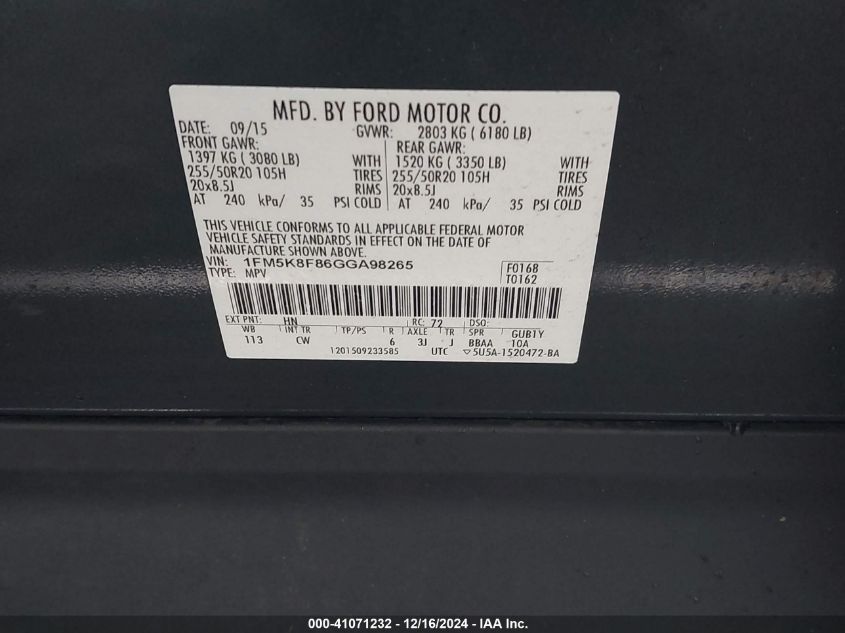 MFD. BY FORD MOTOR CO.
DATE: 09/15 GVWR: 2803 KG ( 6180 LB)
FRONT GAWR: REAR GAWR:
1397 KG ( 3080 LB) WITH 1520 KG ( 3350 LB) WITH
255/50R20 105H TIRES 255/50R20 105H TIRES
20x8.5J RIMS 20x8.5J RIMS
AT 240 kPa/ 35 PSI COLD AT 240 kPa/ 35 PSI COLD
THIS VEHICLE CONFORMS TO ALL APPLICABLE FEDERAL MOTOR
VEHICLE SAFETY STANDARDS IN EFFECT ON THE DATE OF
MANUFACTURE SHOWN ABOVE.
VIN: 1FM5K8F86GGA98265 F0168
TYPE: MPV T0162
EXT PNT: HN RC: 72 DSO:
WB INT TR TP/PS R AXLE TR SPR GUB1Y
113 CW 6 3J J BBAA 10A
1201509233585 UTC ▽5U5A-1520472-BA
000-41071232 - 12/16/2024 - IAA Inc.